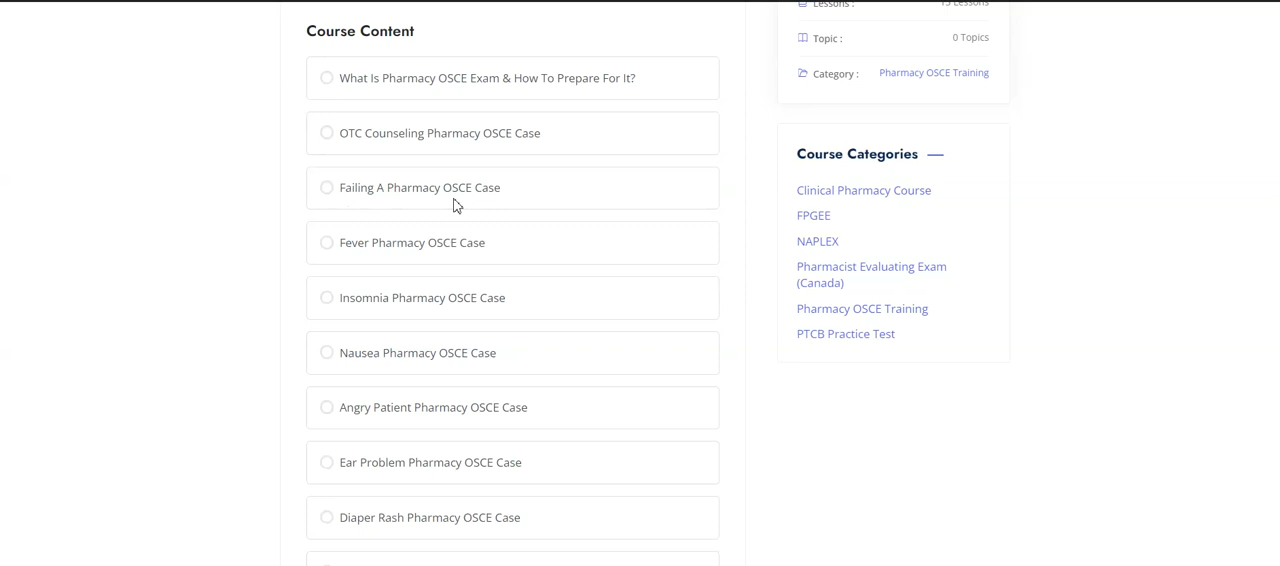 Course Content
What Is Pharmacy OSCE Exam & How To Prepare For It?
OTC Counseling Pharmacy OSCE Case
Failing A Pharmacy OSCE Case
Fever Pharmacy OSCE Case
Insomnia Pharmacy OSCE Case
Nausea Pharmacy OSCE Case
Angry Patient Pharmacy OSCE Case
Ear Problem Pharmacy OSCE Case
Diaper Rash Pharmacy OSCE Case
Lessons : 15 Lessons
Topic : 0 Topics
Category : Pharmacy OSCE Training
Course Categories
Clinical Pharmacy Course
FPGEE
NAPLEX
Pharmacist Evaluating Exam
(Canada)
Pharmacy OSCE Training
PTCB Practice Test